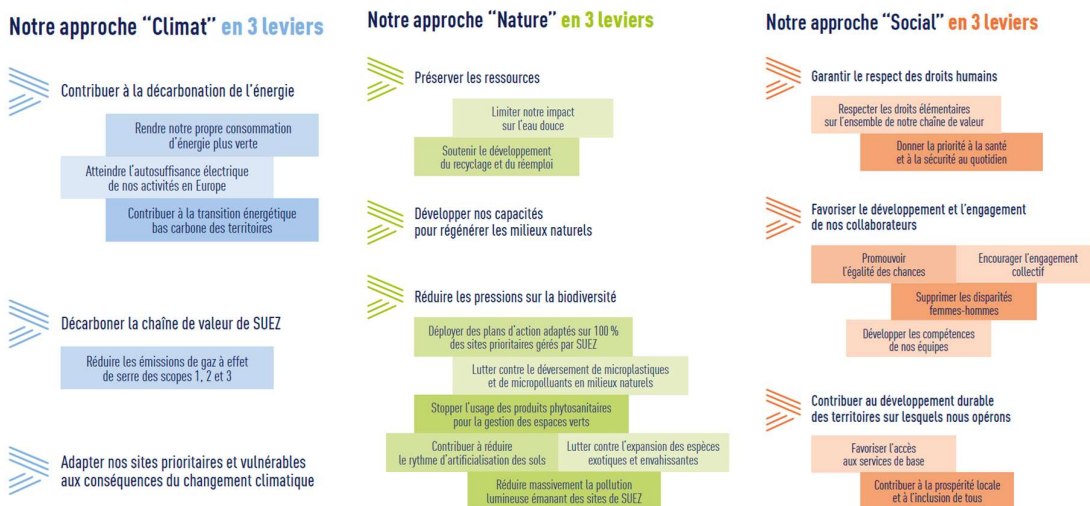 Notre approche “Climat” en 3 leviers
Contribuer à la décarbonation de l’énergie
Rendre notre propre consommation
d’énergie plus verte
Atteindre l’autosuffisance électrique
de nos activités en Europe
Contribuer à la transition énergétique
bas carbone des territoires
Décarboner la chaîne de valeur de SUEZ
Réduire les émissions de gaz à effet
de serre des scopes 1, 2 et 3
Adapter nos sites prioritaires et vulnérables
aux conséquences du changement climatique
Notre approche “Nature” en 3 leviers
Préserver les ressources
Limiter notre impact
sur l’eau douce
Soutenir le développement
du recyclage et du réemploi
Développer nos capacités
pour régénérer les milieux naturels
Réduire les pressions sur la biodiversité
Déployer des plans d’action adaptés sur 100 %
des sites prioritaires gérés par SUEZ
Lutter contre le déversement de microplastiques
et de micropolluants en milieux naturels
Stopper l’usage des produits phytosanitaires
pour la gestion des espaces verts
Contribuer à réduire
le rythme d’artificialisation des sols
Lutter contre l’expansion des espèces
exotiques et envahissantes
Réduire massivement la pollution
lumineuse émanant des sites de SUEZ
Notre approche “Social” en 3 leviers
Garantir le respect des droits humains
Respecter les droits élémentaires
sur l’ensemble de notre chaîne de valeur
Donner la priorité à la santé
et à la sécurité au quotidien
Favoriser le développement et l’engagement
de nos collaborateurs
Promouvoir
l’égalité des chances
Encourager l’engagement
collectif
Supprimer les disparités
femmes-hommes
Développer les compétences
de nos équipes
Contribuer au développement durable
des territoires sur lesquels nous opérons
Favoriser l’accès
aux services de base
Contribuer à la prospérité locale
et à l’inclusion de tous